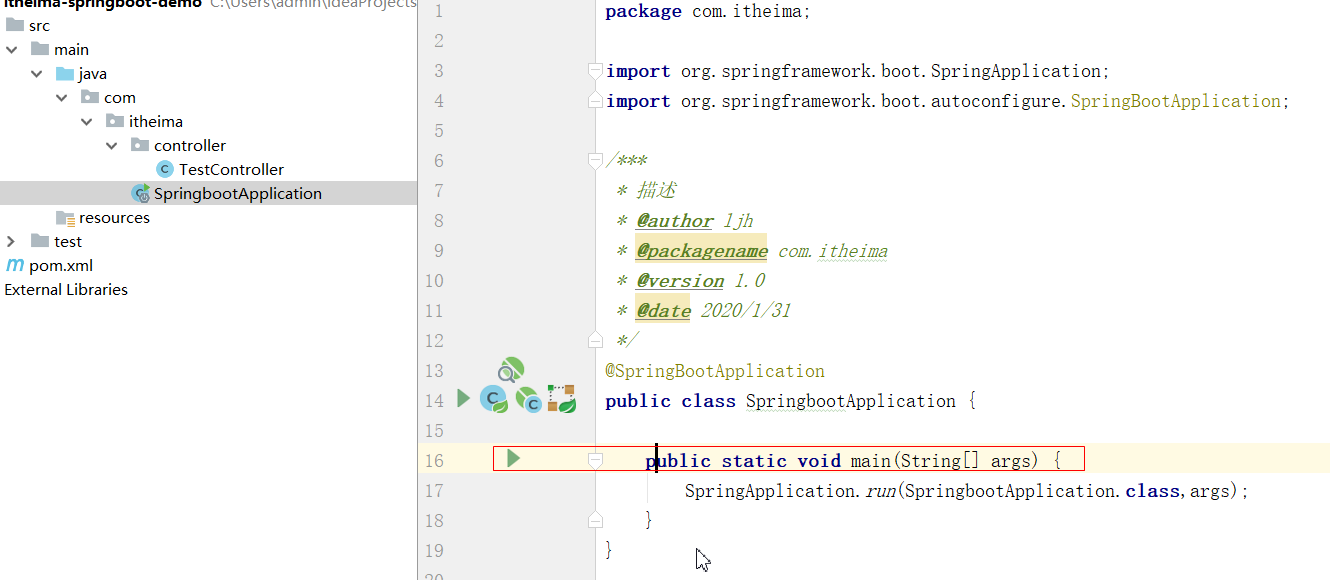 itheima-springboot-demo C:\Users\admin\IdeaProjects
src
main
java
com
itheima
controller
TestController
SpringbootApplication
resources
test
pom.xml
External Libraries
1 package com.itheima;
2
3 import org.springframework.boot.SpringApplication;
4 import org.springframework.boot.autoconfigure.SpringBootApplication;
5
6 /***
7 * 描述
8 * @author ljh
9 * @packagename com.itheima
10 * @version 1.0
11 * @date 2020/1/31
12 */
13 @SpringBootApplication
14 public class SpringbootApplication {
15
16 public static void main(String[] args) {
17 SpringApplication.run(SpringbootApplication.class,args);
18 }
19 }
20